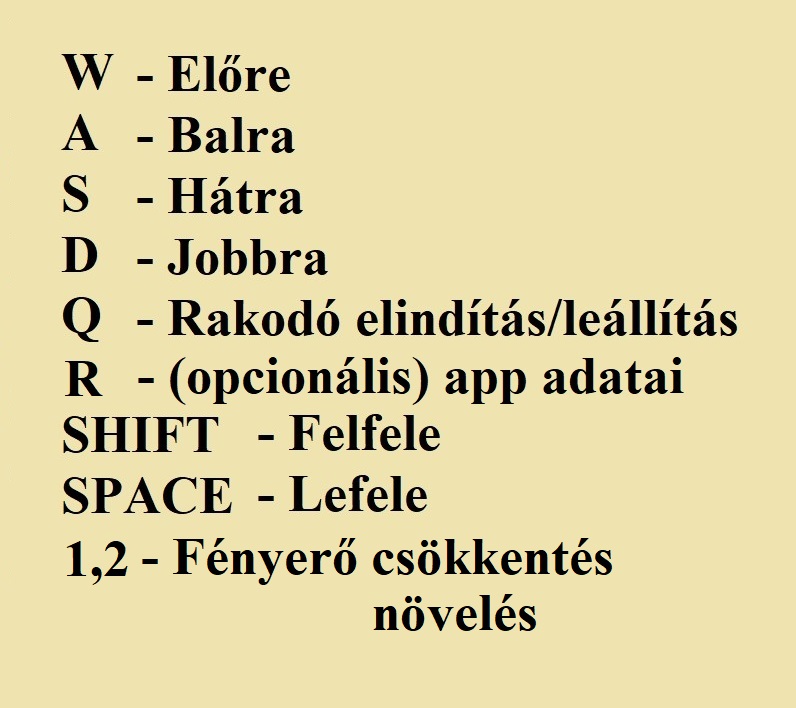 W - Előre
A - Balra
S - Hátra
D - Jobbra
Q - Rakodó elindítás/leállítás
R - (opcionális) app adatai
SHIFT - Felfele
SPACE - Lefele
1,2 - Fényerő csökkentés
növelés